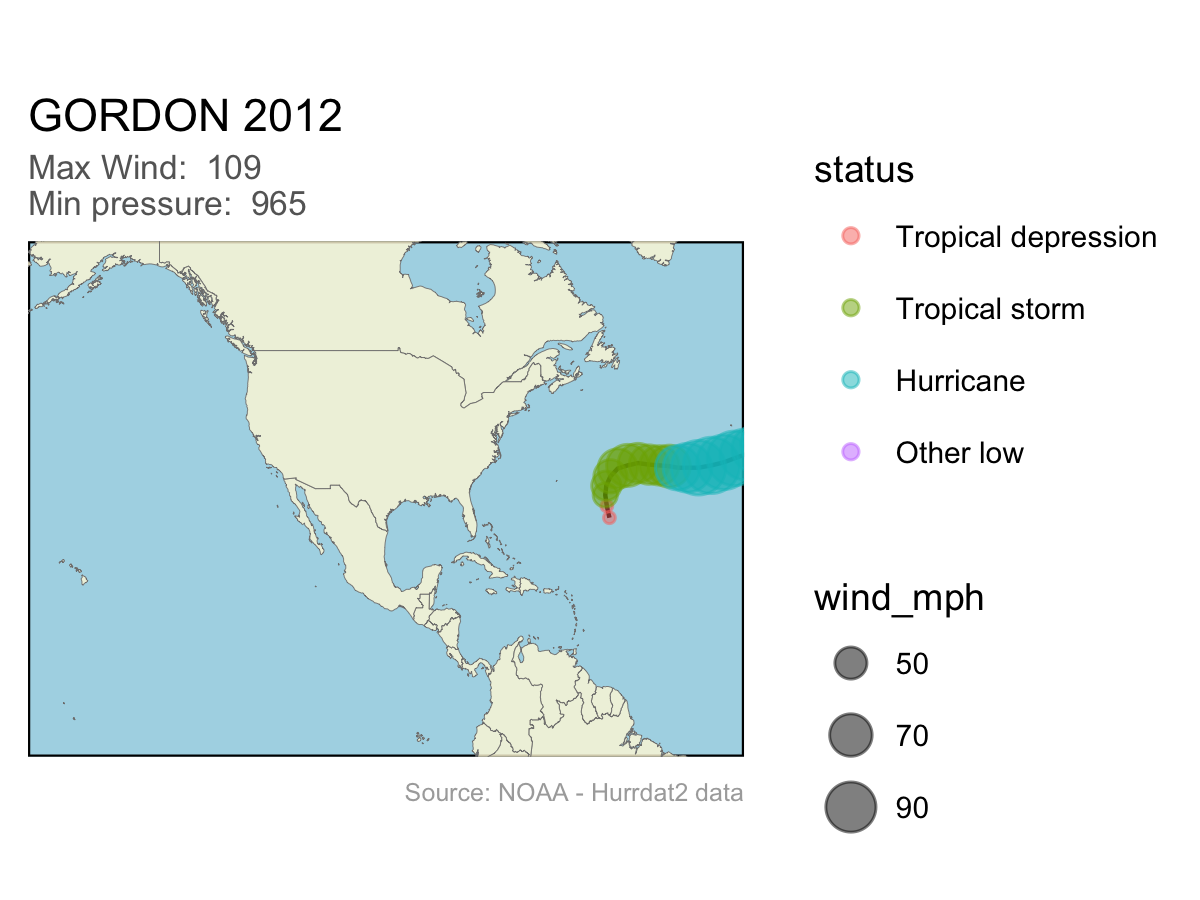 GORDON 2012
Max Wind:  109
Min pressure:  965
status
Tropical depression
Tropical storm
Hurricane
Other low
wind_mph
50
70
90
Source: NOAA - Hurrdat2 data